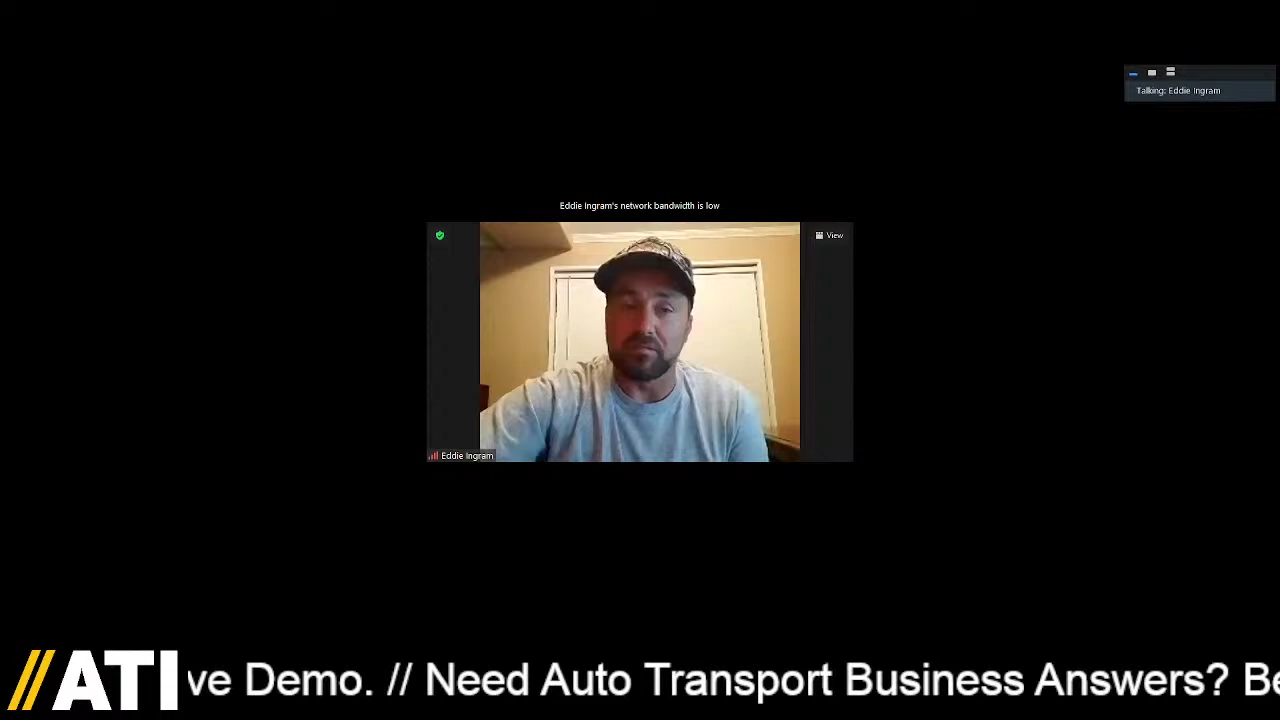 Talking: Eddie Ingram
Eddie Ingram's network bandwidth is low
View
Eddie Ingram
//ATI
ve Demo. // Need Auto Transport Business Answers? Be